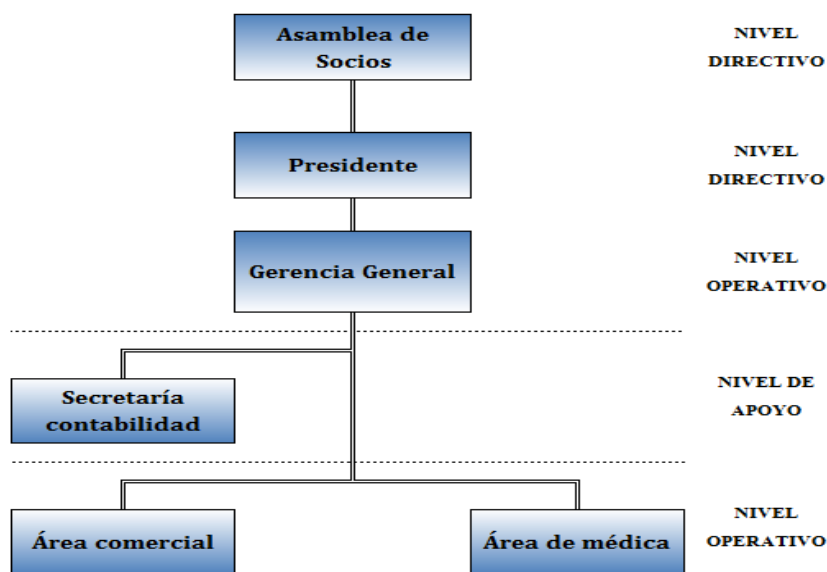 Asamblea de
Socios
NIVEL
DIRECTIVO
Presidente
NIVEL
DIRECTIVO
Gerencia General
NIVEL
OPERATIVO
Secretaría
contabilidad
NIVEL DE
APOYO
Área comercial
Área de médica
NIVEL
OPERATIVO